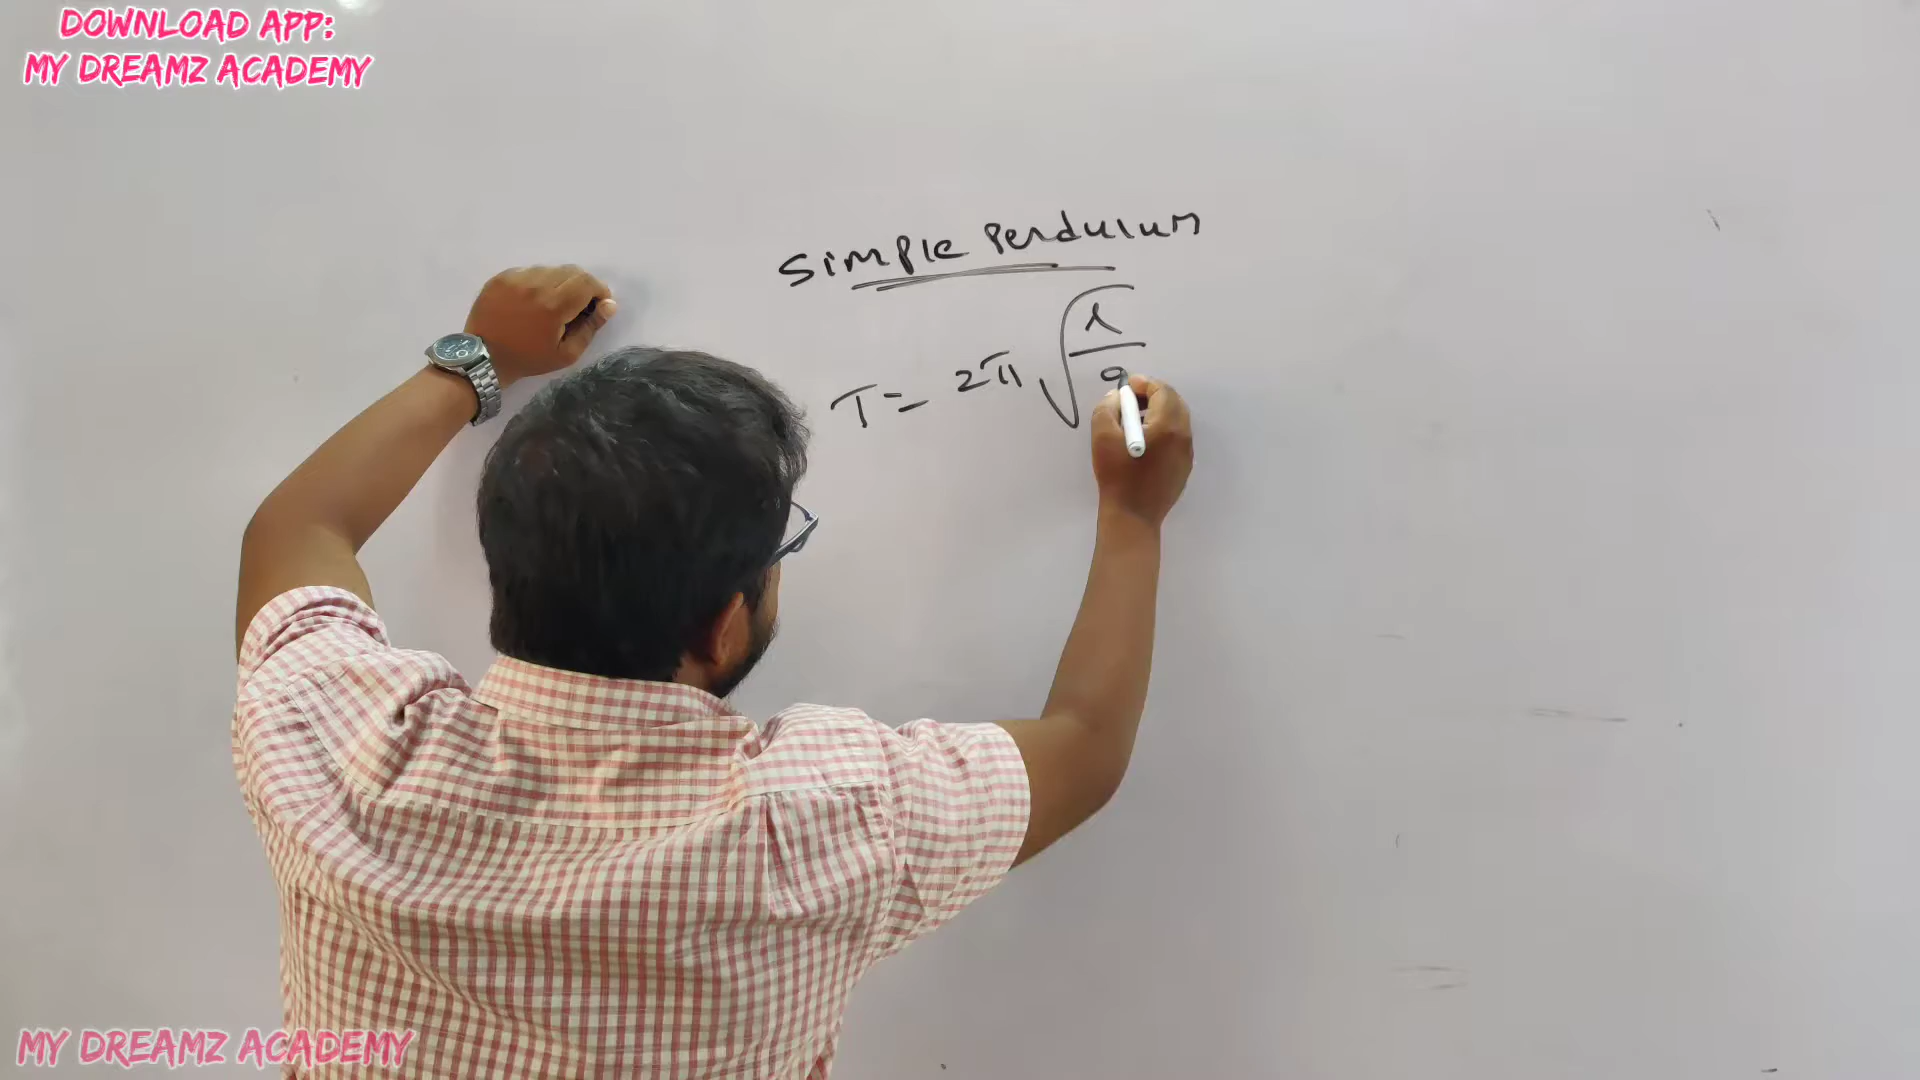 DOWNLOAD APP:
MY DREAMZ ACADEMY
Simple Pendulum
T = 2π √(l/g)
MY DREAMZ ACADEMY